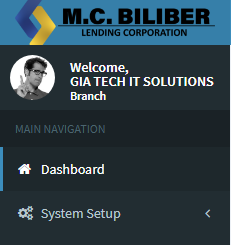 M.C. BILIBER
LENDING CORPORATION
Welcome,
GIA TECH IT SOLUTIONS
Branch
MAIN NAVIGATION
Dashboard
System Setup